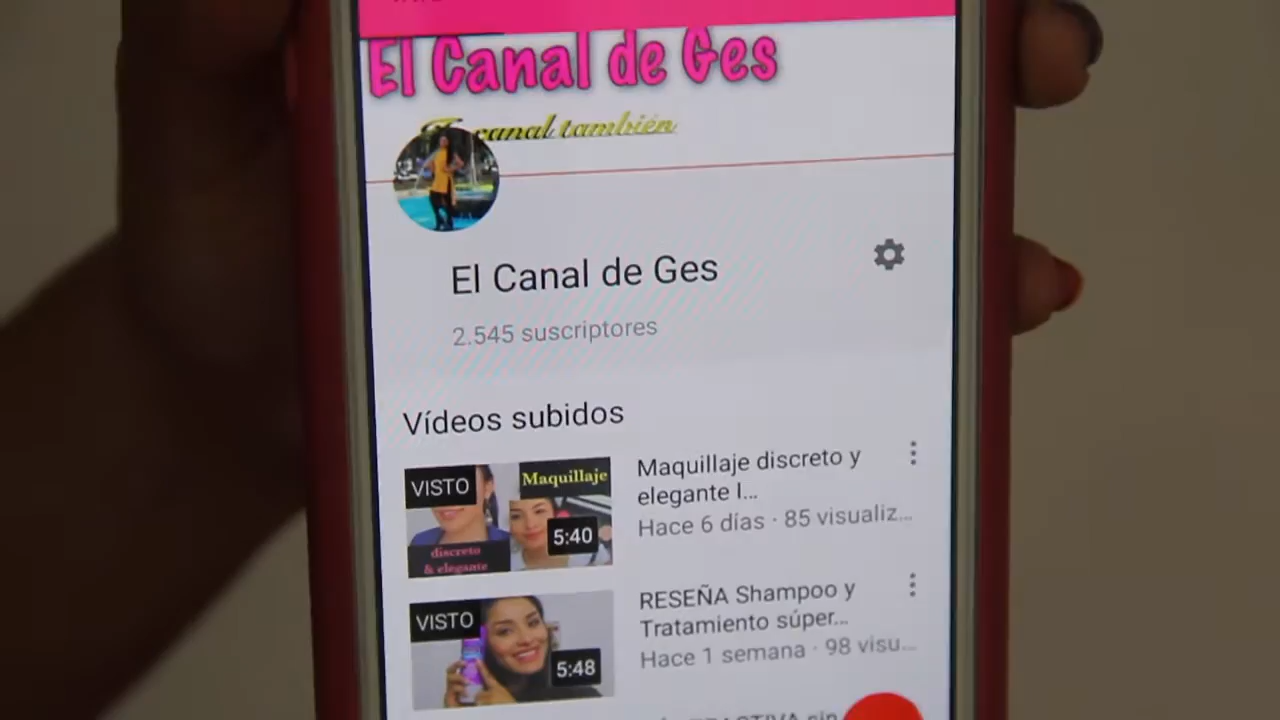 El Canal de Ges
canal también
El Canal de Ges
2.545 suscriptores
Vídeos subidos
VISTO
Maquillaje
5:40
discreto
& elegante
Maquillaje discreto y
elegante l...
Hace 6 días · 85 visualiz...
VISTO
5:48
RESEÑA Shampoo y
Tratamiento súper...
Hace 1 semana · 98 visu...